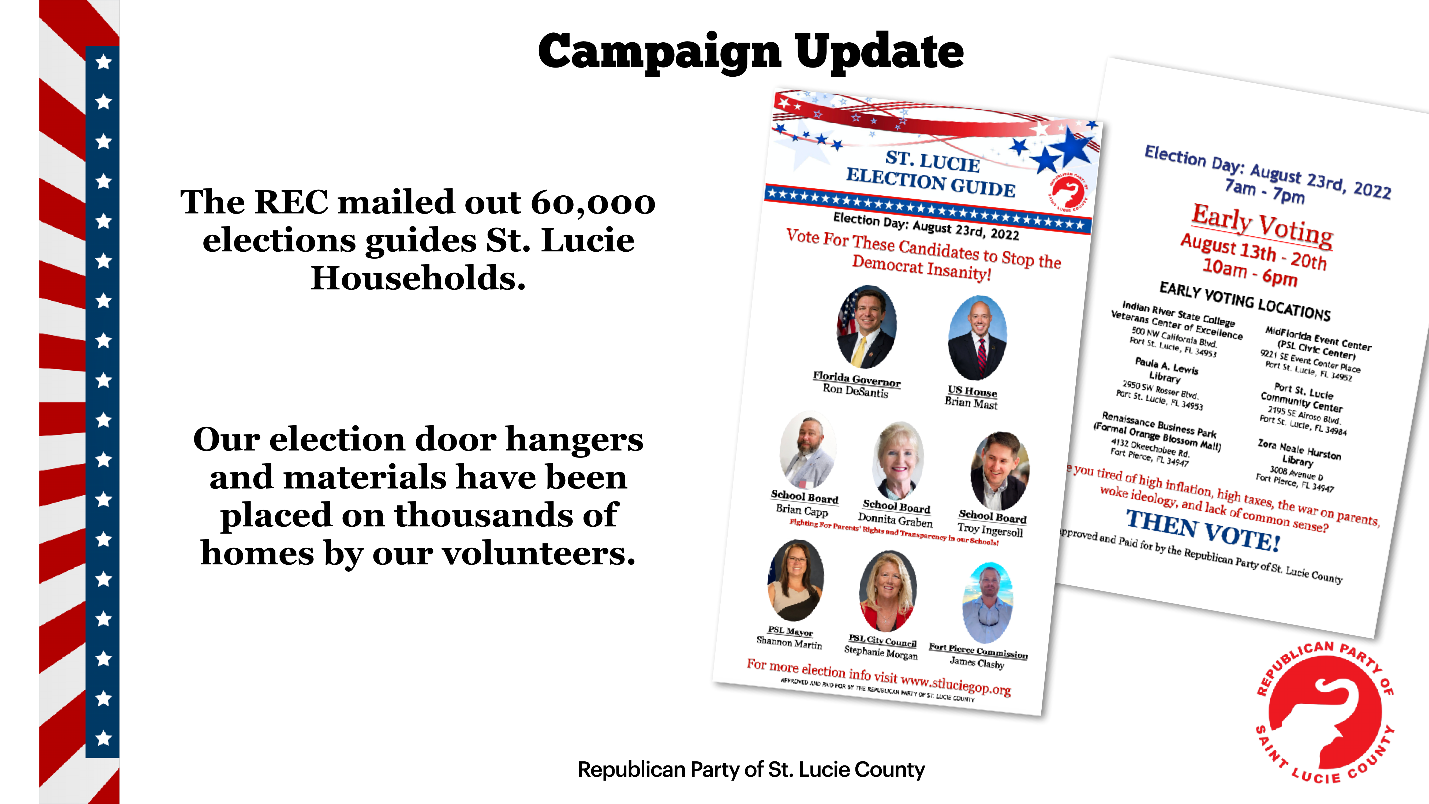 Campaign Update
The REC mailed out 60,000
elections guides St. Lucie
Households.
Our election door hangers
and materials have been
placed on thousands of
homes by our volunteers.
ST. LUCIE
ELECTION GUIDE
REPUBLICAN PARTY OF
SAINT LUCIE COUNTY
Election Day: August 23rd, 2022
Vote For These Candidates to Stop the
Democrat Insanity!
Florida Governor
Ron DeSantis
US House
Brian Mast
School Board
Brian Capp
School Board
Donnita Graben
School Board
Troy Ingersoll
Fighting For Parents' Rights and Transparency in our Schools!
PSL Mayor
Shannon Martin
PSL City Council
Stephanie Morgan
Fort Pierce Commission
James Clasby
For more election info visit www.stluciegop.org
APPROVED AND PAID FOR BY THE REPUBLICAN PARTY OF ST. LUCIE COUNTY
Election Day: August 23rd, 2022
7am - 7pm
Early Voting
August 13th - 20th
10am - 6pm
EARLY VOTING LOCATIONS
Indian River State College
Veterans Center of Excellence
500 NW California Blvd.
Port St. Lucie, FL 34953
MidFlorida Event Center
(PSL Civic Center)
9221 SE Event Center Place
Port St. Lucie, FL 34952
Paula A. Lewis
Library
2950 SW Rosser Blvd.
Port St. Lucie, FL 34953
Port St. Lucie
Community Center
2195 SE Airoso Blvd.
Port St. Lucie, FL 34984
Renaissance Business Park
(Formal Orange Blossom Mall)
4132 Okeechobee Rd.
Fort Pierce, FL 34947
Zora Neale Hurston
Library
3008 Avenue D
Fort Pierce, FL 34947
e you tired of high inflation, high taxes, the war on parents,
woke ideology, and lack of common sense?
THEN VOTE!
pproved and Paid for by the Republican Party of St. Lucie County
REPUBLICAN PARTY OF
SAINT LUCIE COUNTY
Republican Party of St. Lucie County